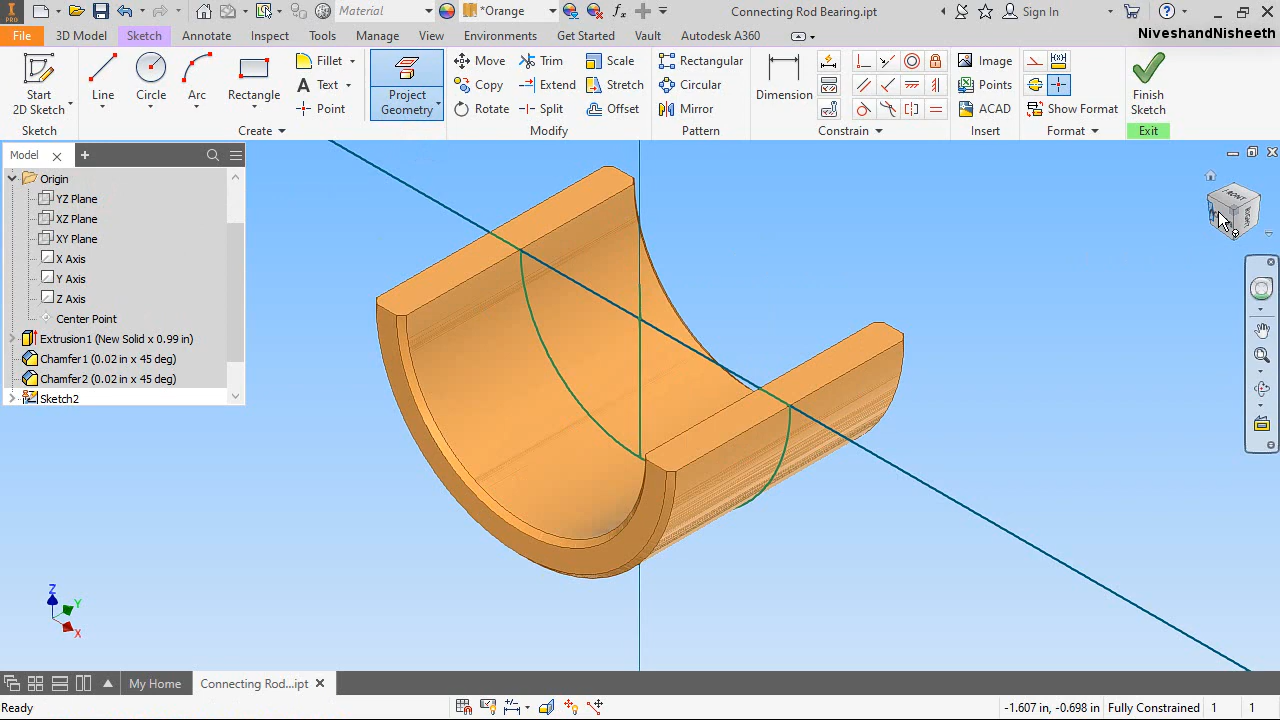 I PRO Material *Orange fx Connecting Rod Bearing.ipt Sign In
File 3D Model Sketch Annotate Inspect Tools Manage View Environments Get Started Vault Autodesk A360 NiveshandNisheeth
Start 2D Sketch
Line
Circle
Arc
Rectangle
Fillet
Text
Point
Project Geometry
Move
Copy
Rotate
Trim
Extend
Split
Scale
Stretch
Offset
Rectangular
Circular
Mirror
Dimension
Image
Points
ACAD
Show Format
Finish Sketch
Sketch Create Modify Pattern Constrain Insert Format Exit
Model
Origin
YZ Plane
XZ Plane
XY Plane
X Axis
Y Axis
Z Axis
Center Point
Extrusion1 (New Solid x 0.99 in)
Chamfer1 (0.02 in x 45 deg)
Chamfer2 (0.02 in x 45 deg)
Sketch2
FRONT
Z
Y
X
My Home Connecting Rod...ipt
Ready -1.607 in, -0.698 in Fully Constrained 1 1